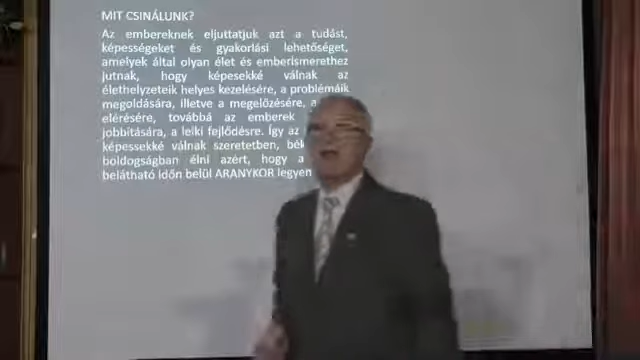 MIT CSINÁLUNK?
Az embereknek eljuttatjuk azt a tudást,
képességeket és gyakorlási lehetőséget,
amelyek által olyan élet és emberismerethez
jutnak, hogy képesekké válnak az
élethelyzeteik helyes kezelésére, a problémáik
megoldására, illetve a megelőzésére, a
elérésére, továbbá az emberek
jobbítására, a lelki fejlődésre. Így az
képessekké válnak szeretetben,
boldogságban élni azért, hogy a
belátható időn belül ARANYKOR legyen